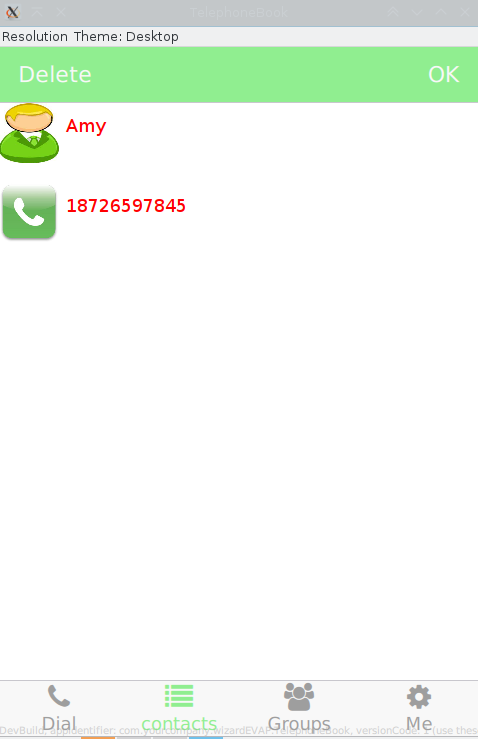 TelephoneBook
Resolution Theme: Desktop
Delete
OK
Amy
18726597845
Dial
contacts
Groups
Me
DevBuild, appIdentifier: com.yourcompany.wizardEVAP.TelephoneBook, versionCode: 1 (use thes